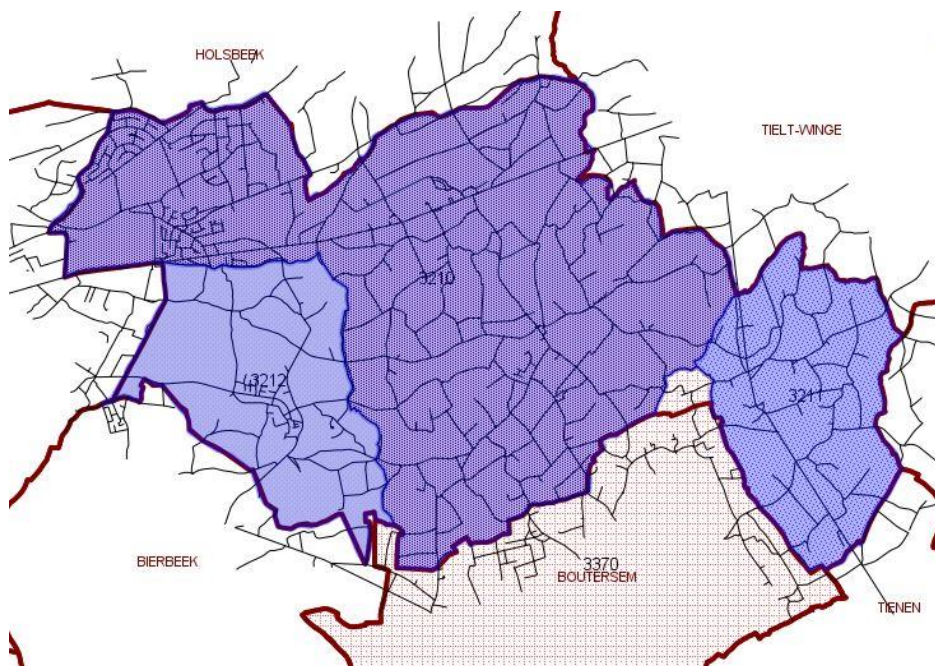 HOLSBEEK
TIELT-WINGE
3210
3212
3211
BIERBEEK
3370
BOUTERSEM
TIENEN